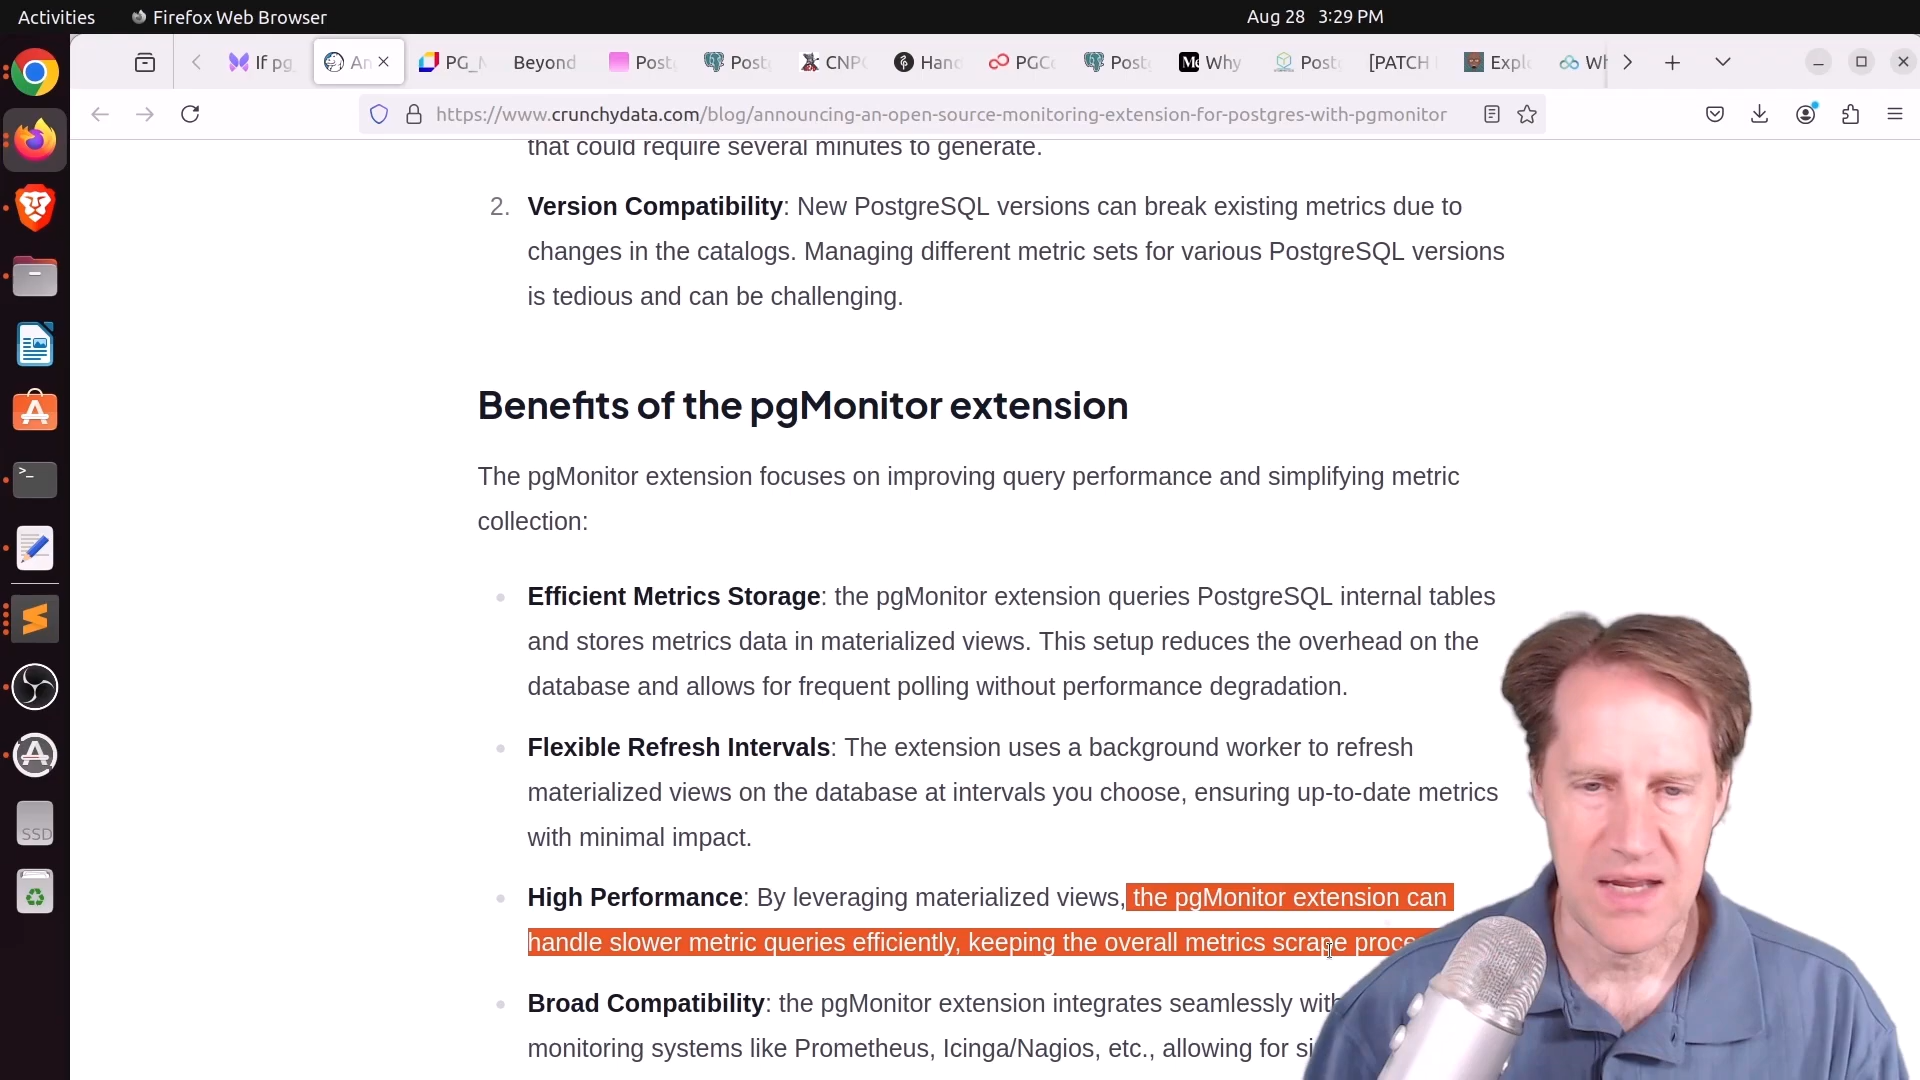 Activities Firefox Web Browser Aug 28 3:29 PM
If pg An PG_ Beyond Post Post CNP Hand PGCo Post Why Post [PATCH Expl Wh
https://www.crunchydata.com/blog/announcing-an-open-source-monitoring-extension-for-postgres-with-pgmonitor
that could require several minutes to generate.
2. Version Compatibility: New PostgreSQL versions can break existing metrics due to
changes in the catalogs. Managing different metric sets for various PostgreSQL versions
is tedious and can be challenging.
Benefits of the pgMonitor extension
The pgMonitor extension focuses on improving query performance and simplifying metric
collection:
Efficient Metrics Storage: the pgMonitor extension queries PostgreSQL internal tables
and stores metrics data in materialized views. This setup reduces the overhead on the
database and allows for frequent polling without performance degradation.
Flexible Refresh Intervals: The extension uses a background worker to refresh
materialized views on the database at intervals you choose, ensuring up-to-date metrics
with minimal impact.
High Performance: By leveraging materialized views, the pgMonitor extension can
handle slower metric queries efficiently, keeping the overall metrics scrape proce
Broad Compatibility: the pgMonitor extension integrates seamlessly with
monitoring systems like Prometheus, Icinga/Nagios, etc., allowing for si
SSD